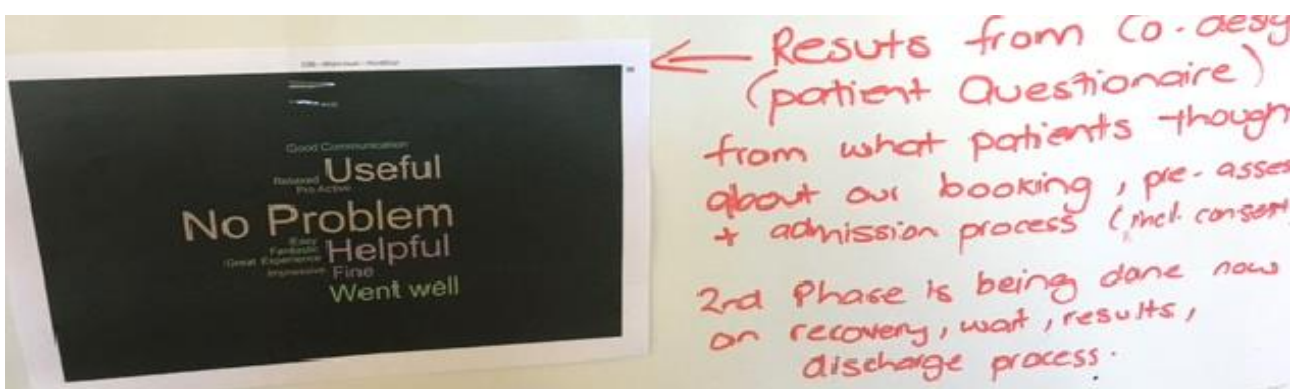 Good Communication
Relaxed Useful
Pro Active
No Problem
Easy
Fantastic Helpful
Great Experience
Impressive Fine
Went well
← Resuts from Co-desig
(patient Questionaire)
from what patients though
about our booking, pre-asses
+ admission process (incl. consent
2nd Phase is being done now
on recovery, wait, results,
discharge process.